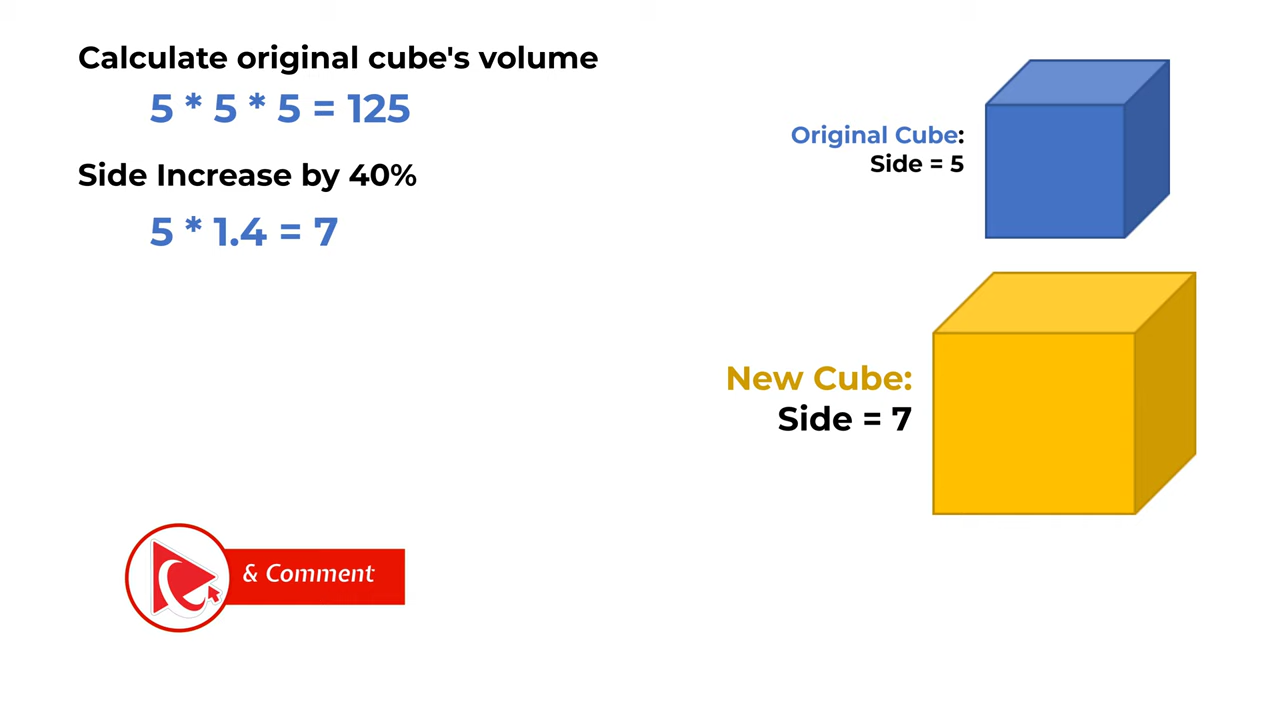 Calculate original cube's volume
5 * 5 * 5 = 125
Side Increase by 40%
5 * 1.4 = 7
Original Cube:
Side = 5
New Cube:
Side = 7
& Comment